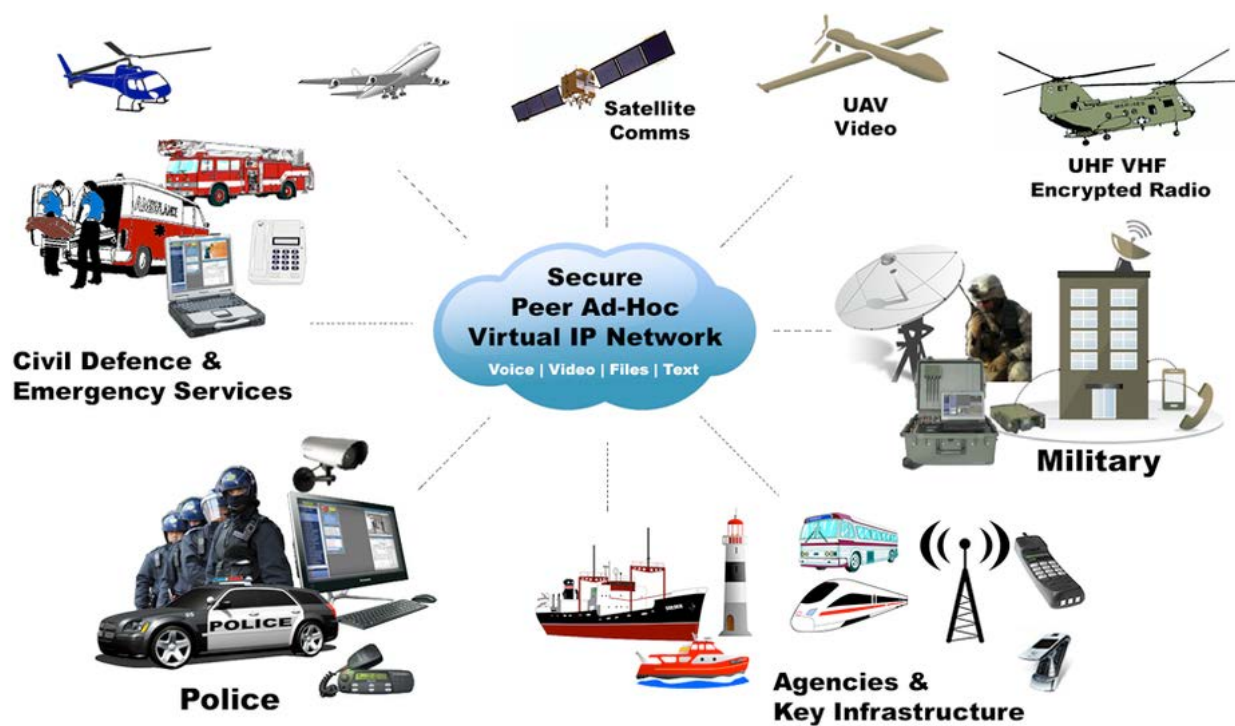 Satellite
Comms
UAV
Video
UHF VHF
Encrypted Radio
AMBULANCE
Secure
Peer Ad-Hoc
Virtual IP Network
Voice | Video | Files | Text
Civil Defence &
Emergency Services
Military
POLICE
Police
Agencies &
Key Infrastructure